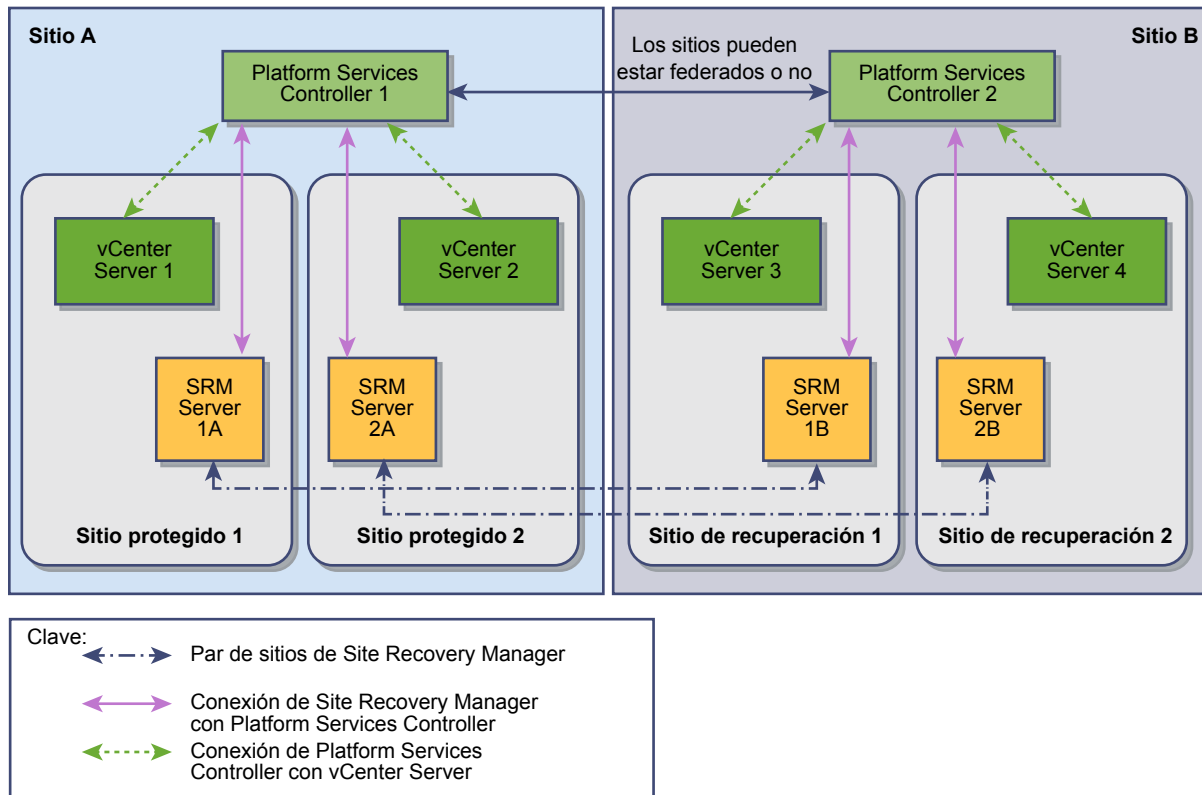 Sitio A
Sitio B
Los sitios pueden
estar federados o no
Platform Services
Controller 1
Platform Services
Controller 2
vCenter
Server 1
vCenter
Server 2
vCenter
Server 3
vCenter
Server 4
SRM
Server
1A
SRM
Server
2A
SRM
Server
1B
SRM
Server
2B
Sitio protegido 1
Sitio protegido 2
Sitio de recuperación 1
Sitio de recuperación 2
Clave:
Par de sitios de Site Recovery Manager
Conexión de Site Recovery Manager
con Platform Services Controller
Conexión de Platform Services
Controller con vCenter Server